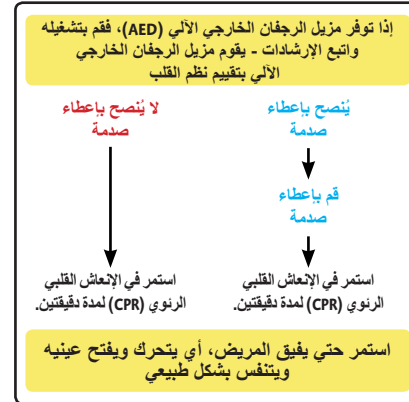 إذا توفر مزيل الرجفان الخارجي الآلي (AED)، فقم بتشغيله
واتبع الإرشادات - يقوم مزيل الرجفان الخارجي
الآلي بتقييم نظم القلب
يُنصح بإعطاء
صدمة
قم بإعطاء
صدمة
استمر في الإنعاش القلبي
الرئوي (CPR) لمدة دقيقتين.
لا يُنصح بإعطاء
صدمة
استمر في الإنعاش القلبي
الرئوي (CPR) لمدة دقيقتين.
استمر حتي يفيق المريض، أي يتحرك ويفتح عينيه
ويتنفس بشكل طبيعي